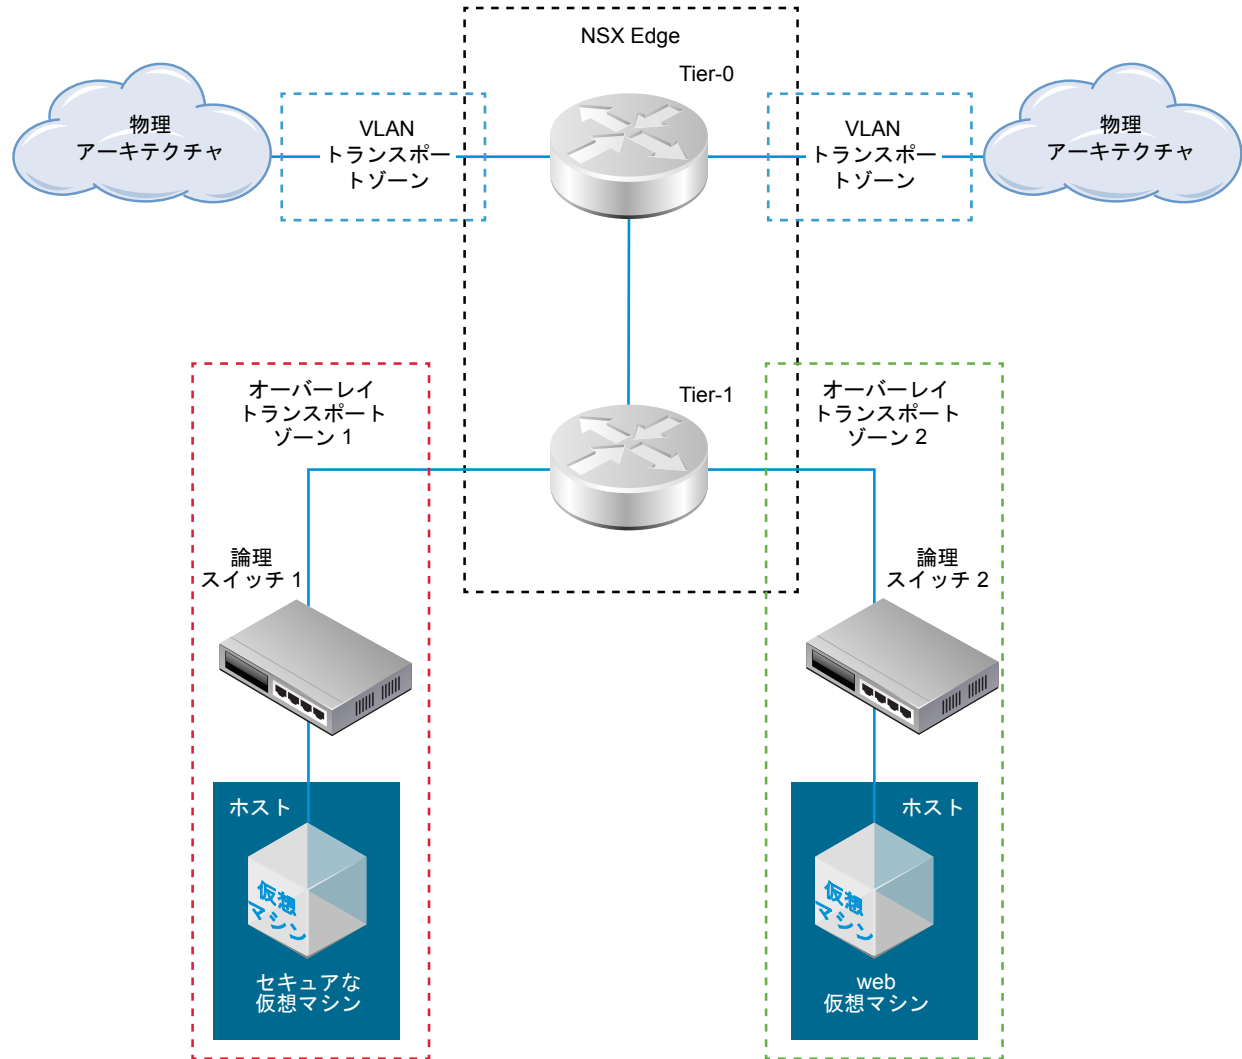 NSX Edge
Tier-0
物理
アーキテクチャ
VLAN
トランスポー
トゾーン
VLAN
トランスポー
トゾーン
物理
アーキテクチャ
オーバーレイ
トランスポート
ゾーン 1
Tier-1
オーバーレイ
トランスポート
ゾーン 2
論理
スイッチ 1
論理
スイッチ 2
ホスト
仮想
マシン
セキュアな
仮想マシン
ホスト
仮想
マシン
web
仮想マシン